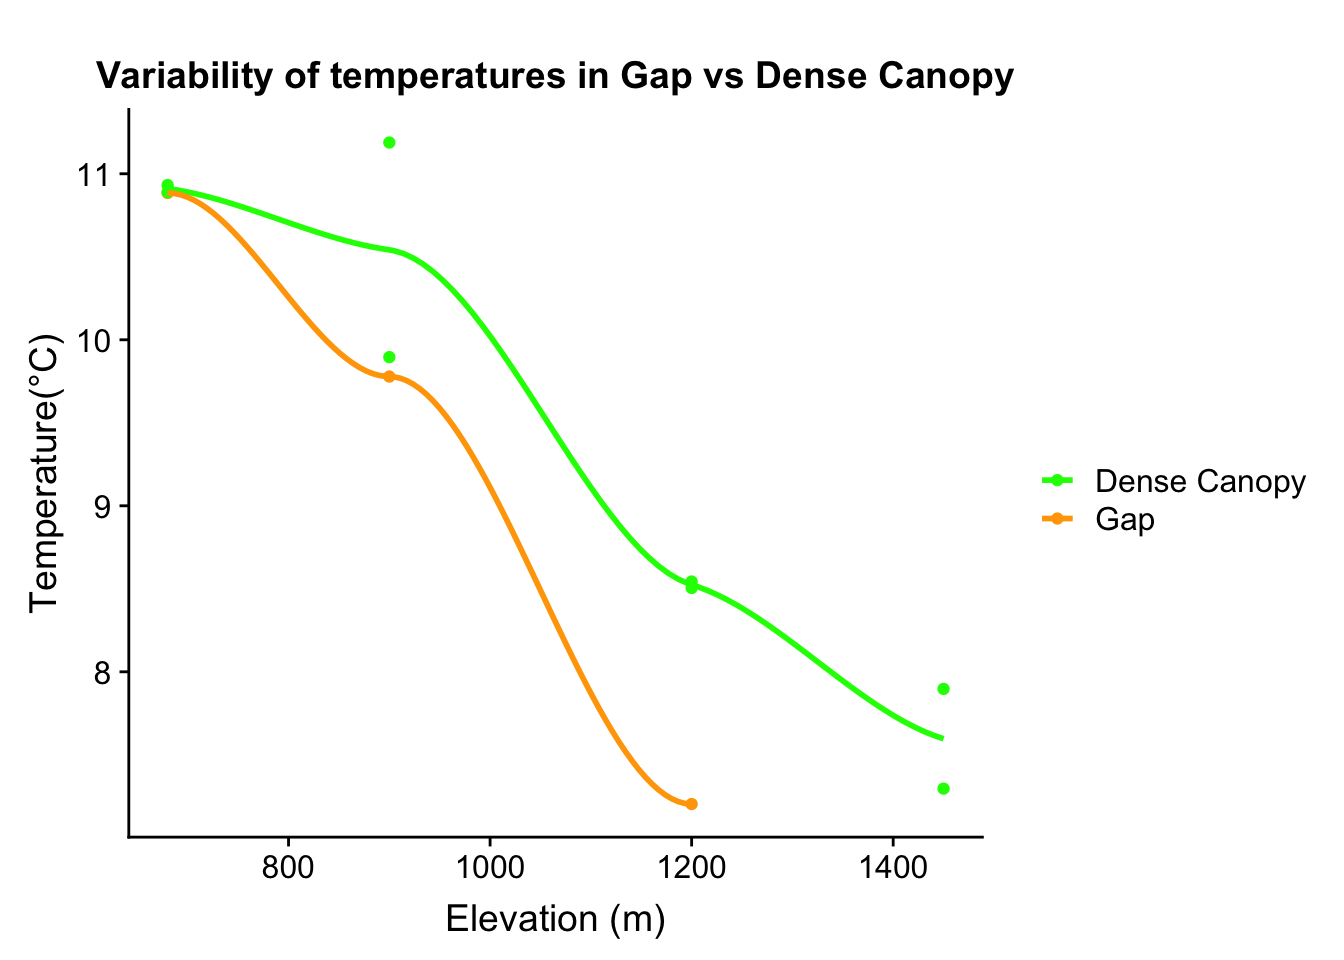 Variability of temperatures in Gap vs Dense Canopy
11
10
9
8
Temperature(°C)
800 1000 1200 1400
Elevation (m)
Dense Canopy
Gap